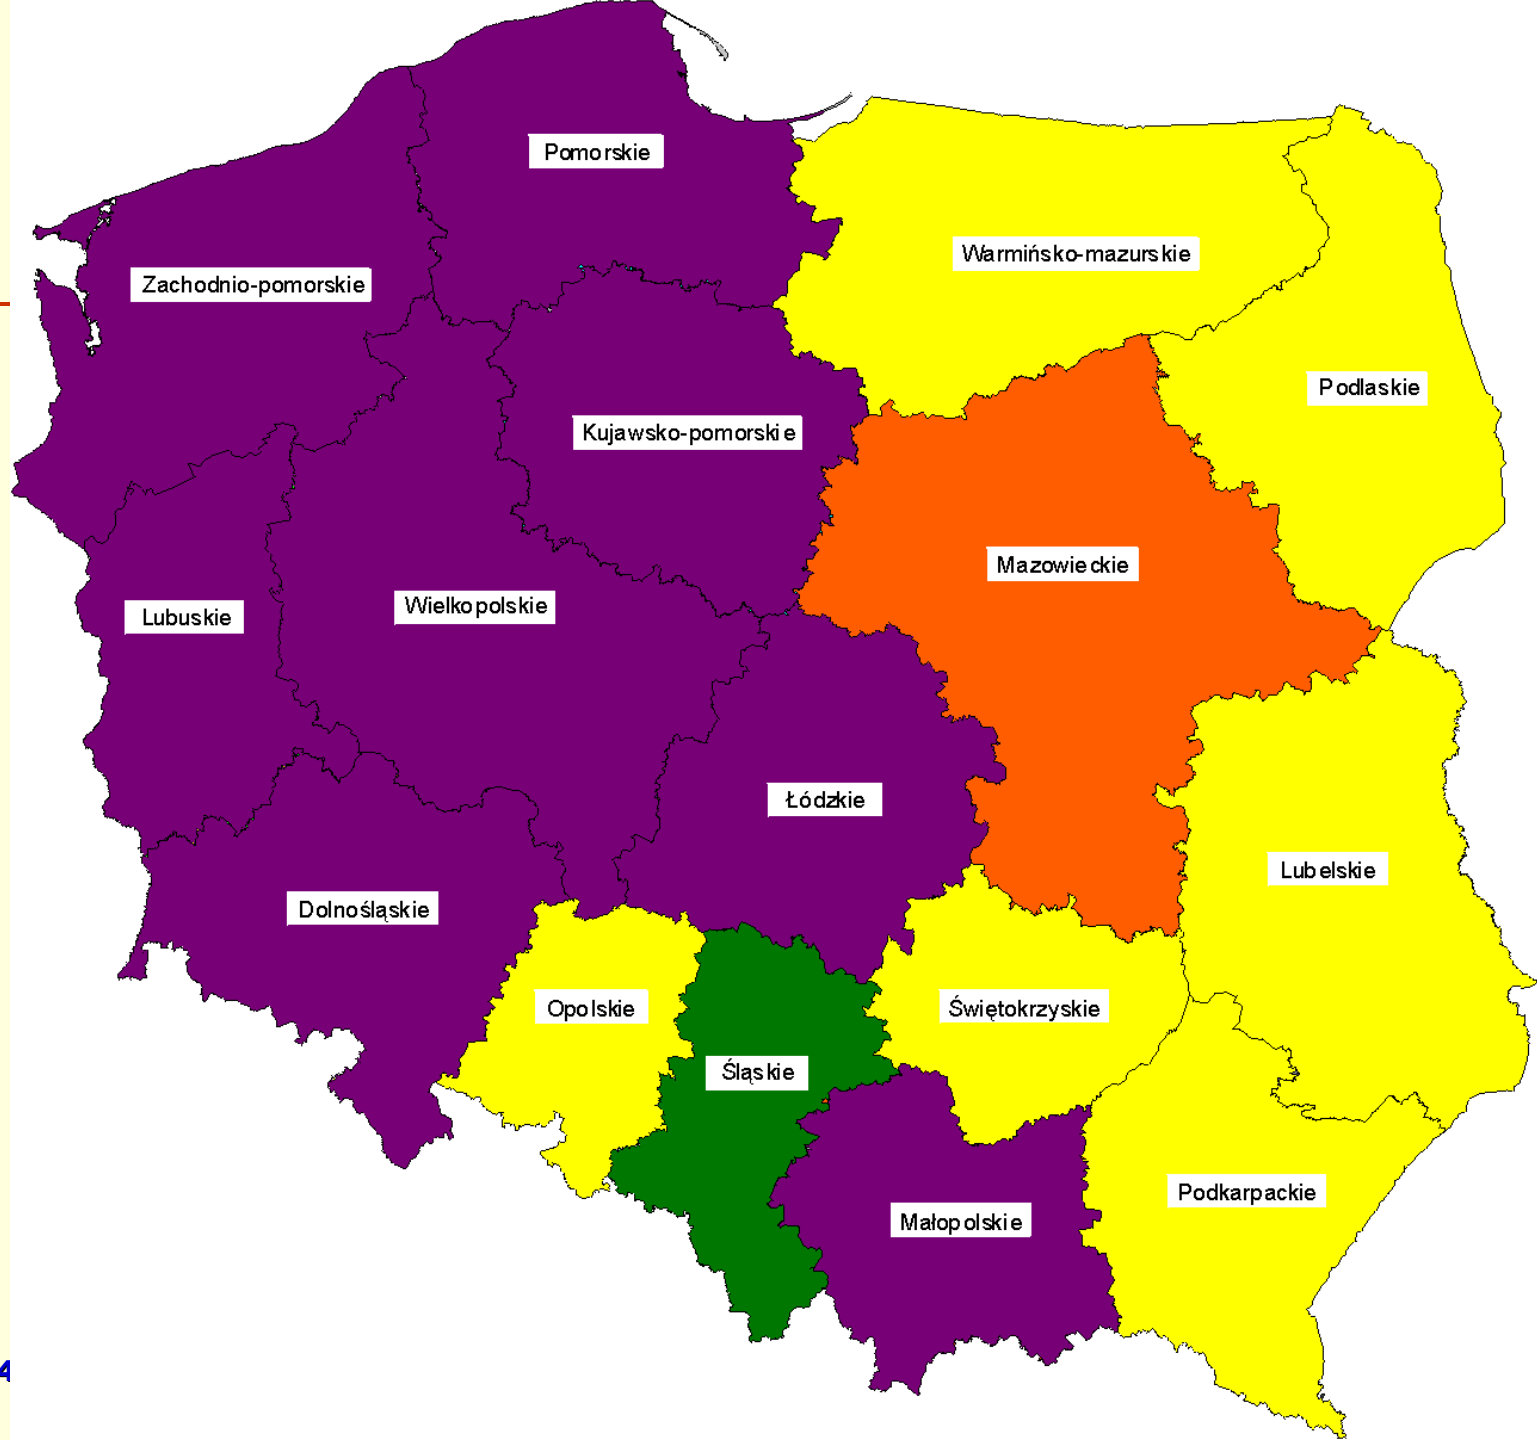 Pomorskie
Warmińsko-mazurskie
Zachodnio-pomorskie
Podlaskie
Kujawsko-pomorskie
Mazowieckie
Wielkopolskie
Lubuskie
Łódzkie
Lubelskie
Dolnośląskie
Opolskie
Świętokrzyskie
Śląskie
Podkarpackie
Małopolskie
4